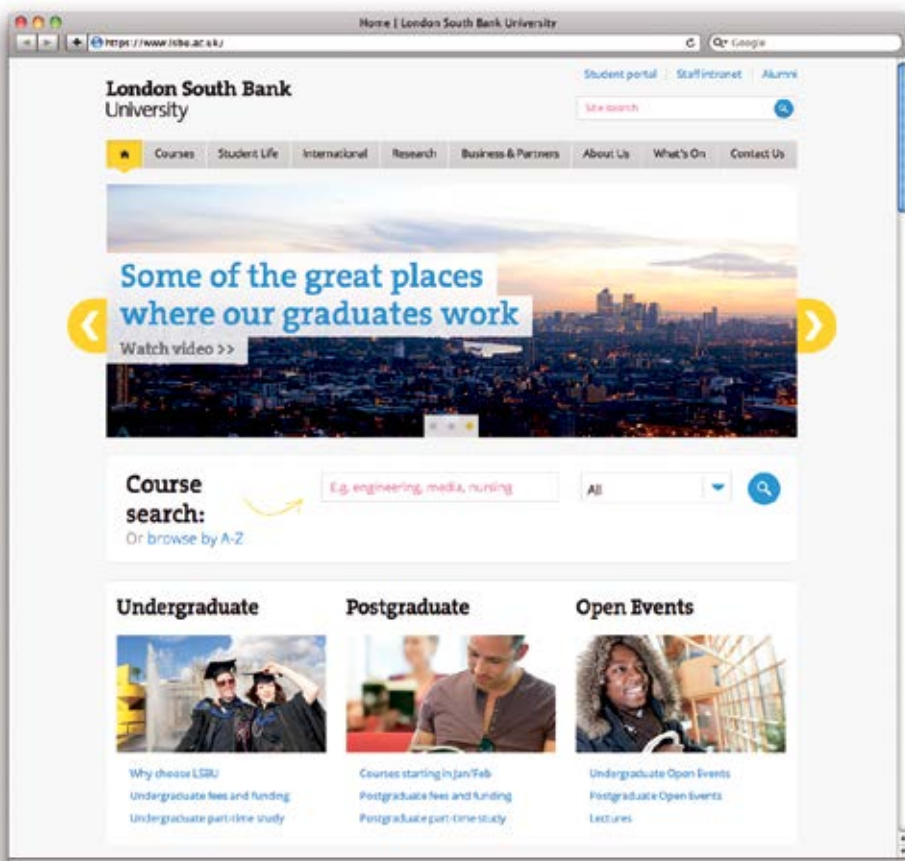 Home | London South Bank University
https://www.lsbu.ac.uk/
Google
Student portal
Staff intranet
Alumni
London South Bank
University
Site search
Courses
Student Life
International
Research
Business & Partners
About Us
What's On
Contact Us
Some of the great places
where our graduates work
Watch video >>
Course
search:
E.g. engineering, media, nursing
All
Or browse by A-Z
Undergraduate
Postgraduate
Open Events
Why choose LSBU
Courses starting in Jan/Feb
Undergraduate Open Events
Undergraduate fees and funding
Postgraduate fees and funding
Postgraduate Open Events
Undergraduate part-time study
Postgraduate part-time study
Lectures